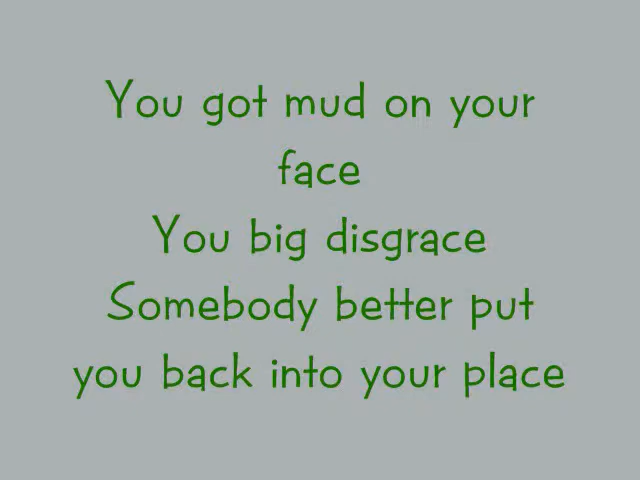 You got mud on your
face
You big disgrace
Somebody better put
you back into your place